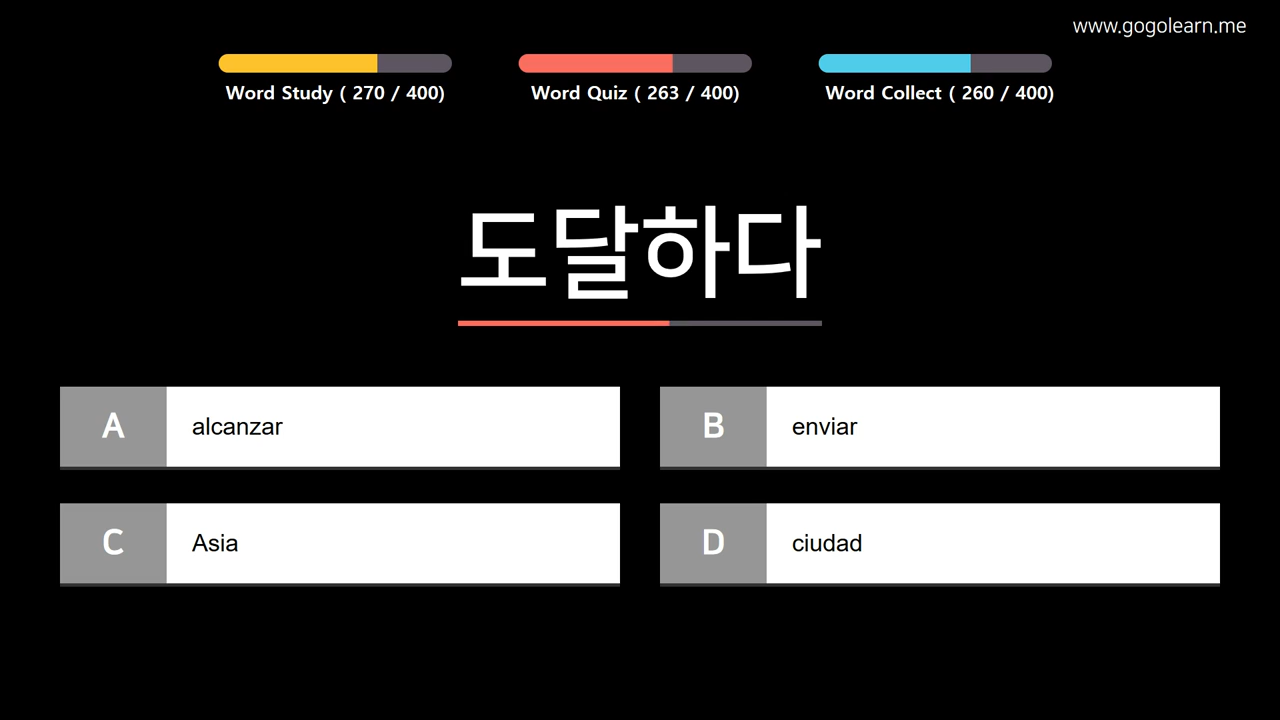 www.gogolearn.me
Word Study ( 270 / 400)
Word Quiz ( 263 / 400)
Word Collect ( 260 / 400)
도달하다
A alcanzar
B enviar
C Asia
D ciudad